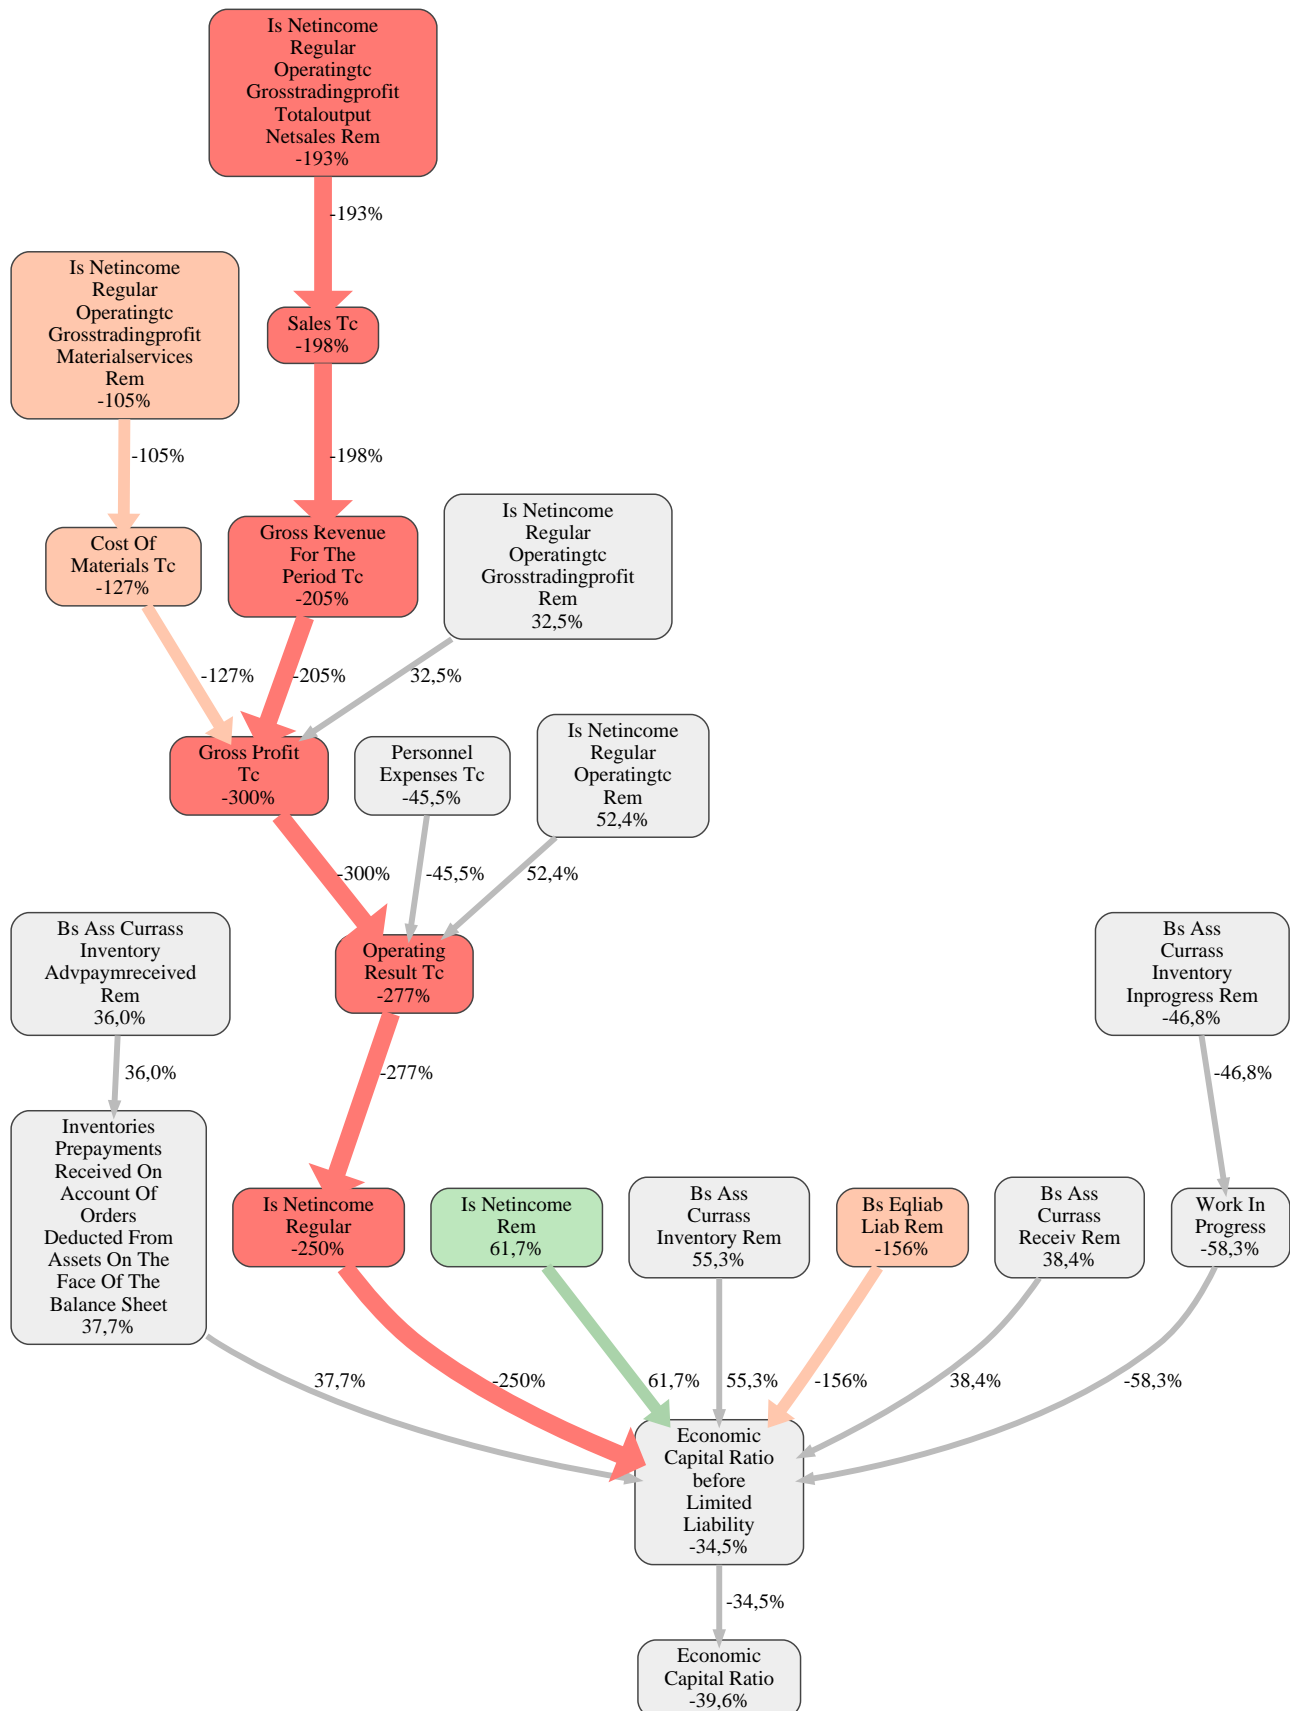 Is Netincome
Regular
Operatingtc
Grosstradingprofit
Totaloutput
Netsales Rem
-193%
-193%
Is Netincome
Regular
Operatingtc
Grosstradingprofit
Materialservices
Rem
-105%
Sales Tc
-198%
-105%
-198%
Is Netincome
Regular
Operatingtc
Grosstradingprofit
Rem
32,5%
Cost Of
Materials Tc
-127%
Gross Revenue
For The
Period Tc
-205%
-127%
-205%
32,5%
Gross Profit
Tc
-300%
Personnel
Expenses Tc
-45,5%
Is Netincome
Regular
Operatingtc
Rem
52,4%
-300%
-45,5%
52,4%
Bs Ass Currass
Inventory
Advpaymreceived
Rem
36,0%
Operating
Result Tc
-277%
Bs Ass
Currass
Inventory
Inprogress Rem
-46,8%
36,0%
-277%
-46,8%
Inventories
Prepayments
Received On
Account Of
Orders
Deducted From
Assets On The
Face Of The
Balance Sheet
37,7%
Is Netincome
Regular
-250%
Is Netincome
Rem
61,7%
Bs Ass
Currass
Inventory Rem
55,3%
Bs Eqliab
Liab Rem
-156%
Bs Ass
Currass
Receiv Rem
38,4%
Work In
Progress
-58,3%
37,7%
-250%
61,7%
55,3%
-156%
38,4%
-58,3%
Economic
Capital Ratio
before
Limited
Liability
-34,5%
-34,5%
Economic
Capital Ratio
-39,6%